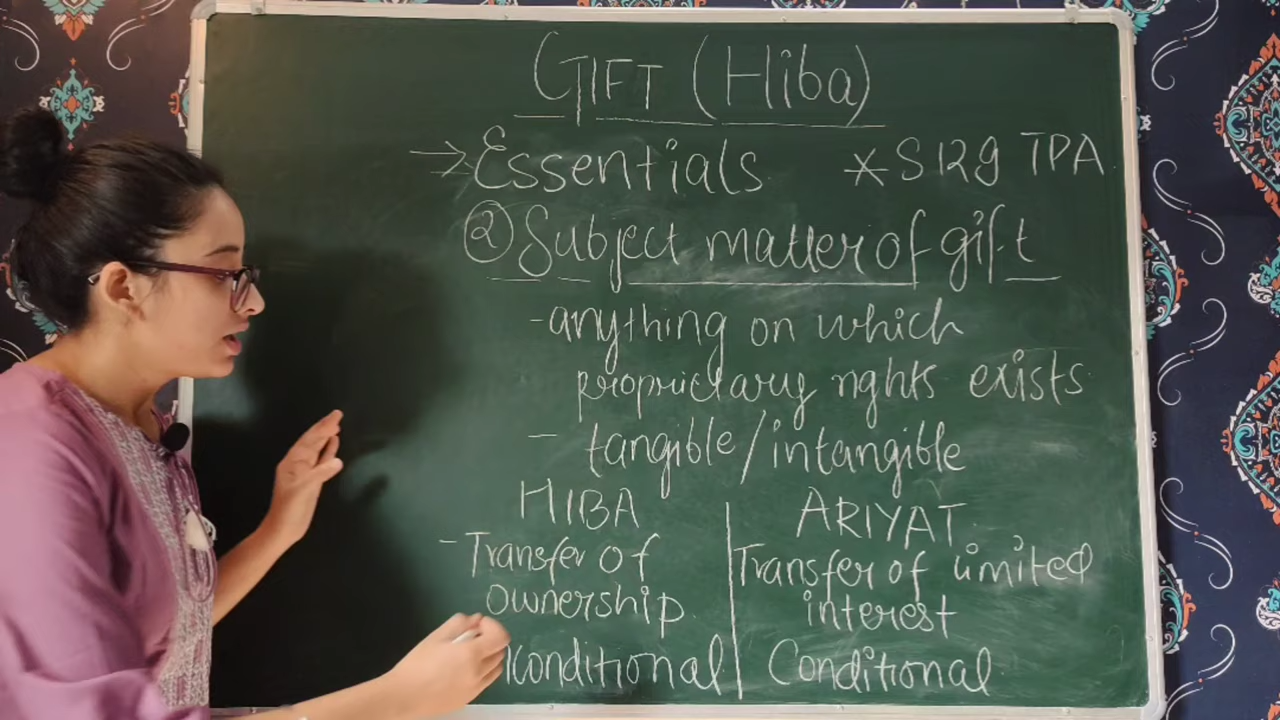 GIFT (Hiba)
→ Essentials * S129 TPA
② Subject matter of gift
- anything on which
proprietary rights exists
- tangible / intangible
HIBA | ARIYAT
- Transfer of | Transfer of limited
ownership | interest
Conditional